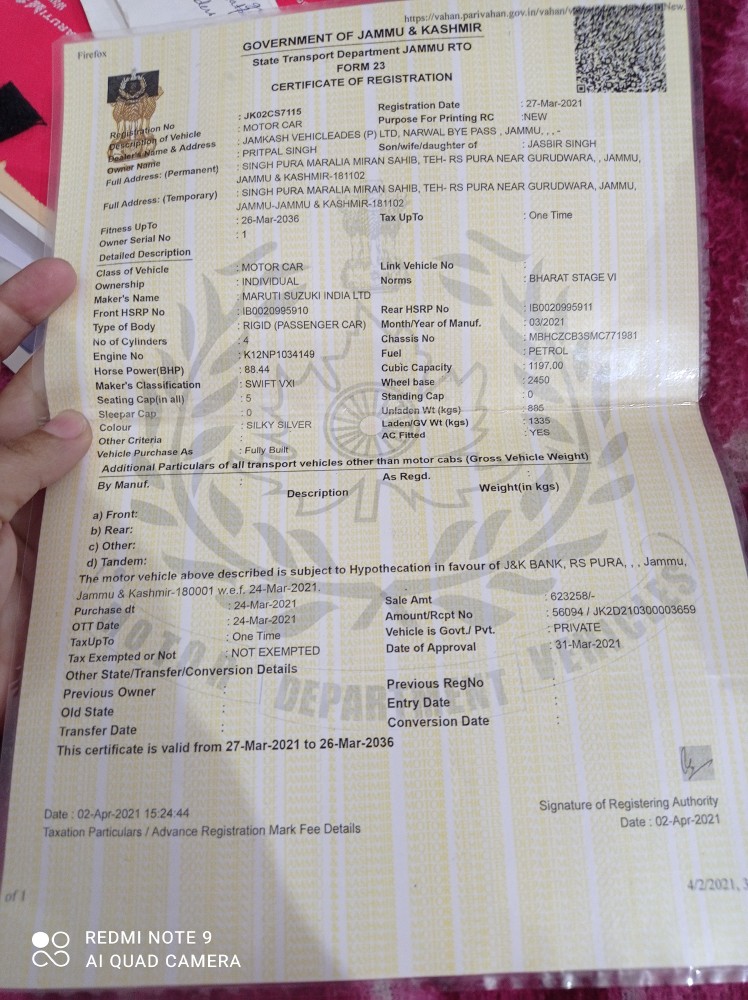 Firefox
https://vahan.parivahan.gov.in/vahan/v
New.
GOVERNMENT OF JAMMU & KASHMIR
State Transport Department JAMMU RTO
FORM 23
CERTIFICATE OF REGISTRATION
Registration No : JK02CS7115 Registration Date : 27-Mar-2021
Description of Vehicle : MOTOR CAR Purpose For Printing RC :NEW
Dealer's Name & Address : JAMKASH VEHICLEADES (P) LTD, NARWAL BYE PASS , JAMMU, , , -
Owner Name : PRITPAL SINGH Son/wife/daughter of : JASBIR SINGH
Full Address: (Permanent) : SINGH PURA MARALIA MIRAN SAHIB, TEH- RS PURA NEAR GURUDWARA, , JAMMU,
JAMMU & KASHMIR-181102
Full Address: (Temporary) : SINGH PURA MARALIA MIRAN SAHIB, TEH- RS PURA NEAR GURUDWARA, JAMMU,
JAMMU-JAMMU & KASHMIR-181102
Fitness UpTo : 26-Mar-2036 Tax UpTo : One Time
Owner Serial No : 1
Detailed Description
Class of Vehicle : MOTOR CAR Link Vehicle No :
Ownership : INDIVIDUAL Norms : BHARAT STAGE VI
Maker's Name : MARUTI SUZUKI INDIA LTD
Front HSRP No : IB0020995910 Rear HSRP No : IB0020995911
Type of Body : RIGID (PASSENGER CAR) Month/Year of Manuf. : 03/2021
No of Cylinders : 4 Chassis No : MBHCZCB3SMC771981
Engine No : K12NP1034149 Fuel : PETROL
Horse Power(BHP) : 88.44 Cubic Capacity : 1197.00
Maker's Classification : SWIFT VXI Wheel base : 2450
Seating Cap(in all) : 5 Standing Cap : 0
Sleepar Cap : 0 Unladen Wt (kgs) : 885
Colour : SILKY SILVER Laden/GV Wt (kgs) : 1335
Other Criteria : AC Fitted : YES
Vehicle Purchase As : Fully Built
Additional Particulars of all transport vehicles other than motor cabs (Gross Vehicle Weight)
By Manuf. : As Regd. :
Description Weight(in kgs)
a) Front:
b) Rear:
c) Other:
d) Tandem:
The motor vehicle above described is subject to Hypothecation in favour of J&K BANK, RS PURA, , , Jammu,
Jammu & Kashmir-180001 w.e.f. 24-Mar-2021.
Purchase dt : 24-Mar-2021 Sale Amt : 623258/-
OTT Date : 24-Mar-2021 Amount/Rcpt No : 56094 / JK2D210300003659
TaxUpTo : One Time Vehicle is Govt./ Pvt. : PRIVATE
Tax Exempted or Not : NOT EXEMPTED Date of Approval : 31-Mar-2021
Other State/Transfer/Conversion Details
Previous Owner : Previous RegNo :
Old State : Entry Date :
Transfer Date : Conversion Date :
This certificate is valid from 27-Mar-2021 to 26-Mar-2036
MOTOR VEHICLES DEPARTMENT
Date : 02-Apr-2021 15:24:44 Signature of Registering Authority
Taxation Particulars / Advance Registration Mark Fee Details Date : 02-Apr-2021
of 1 4/2/2021, 3
REDMI NOTE 9
AI QUAD CAMERA